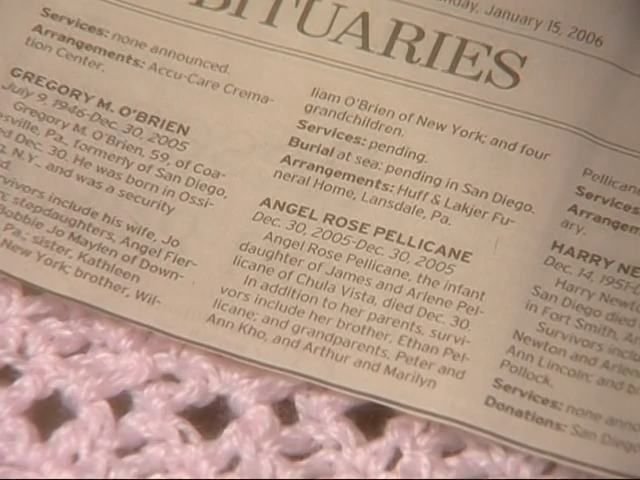 day, January 15, 2006
BITUARIES
Services: none announced.
Arrangements: Accu-Care Crema-
tion Center.
GREGORY M. O'BRIEN
July 9, 1946-Dec. 30, 2005
Gregory M. O'Brien, 59, of Coa-
sville, Pa., formerly of San Diego,
ed Dec. 30. He was born in Ossi-
g, N.Y., and was a security
d.
rvivors include his wife, Jo
; stepdaughters, Angel Fler-
Bobbie Jo Maylen of Down-
Pa.; sister, Kathleen
New York; brother, Wil-
liam O'Brien of New York; and four
grandchildren.
Services: pending.
Burial at sea: pending in San Diego.
Arrangements: Huff & Lakjer Fu-
neral Home, Lansdale, Pa.
ANGEL ROSE PELLICANE
Dec. 30, 2005-Dec. 30, 2005
Angel Rose Pellicane, the infant
daughter of James and Arlene Pel-
licane of Chula Vista, died Dec. 30.
In addition to her parents, survi-
vors include her brother, Ethan Pel-
licane; and grandparents, Peter and
Ann Kho, and Arthur and Marilyn
Pellican
Services
Arrangem
ary.
HARRY NE
Dec. 14, 1951-
Harry Newt
San Diego died
in Fort Smith, Ar
Survivors incl
Newton and Arlen
Ann Lincoln; and b
Pollock.
Services: none anno
Donations: San Diego